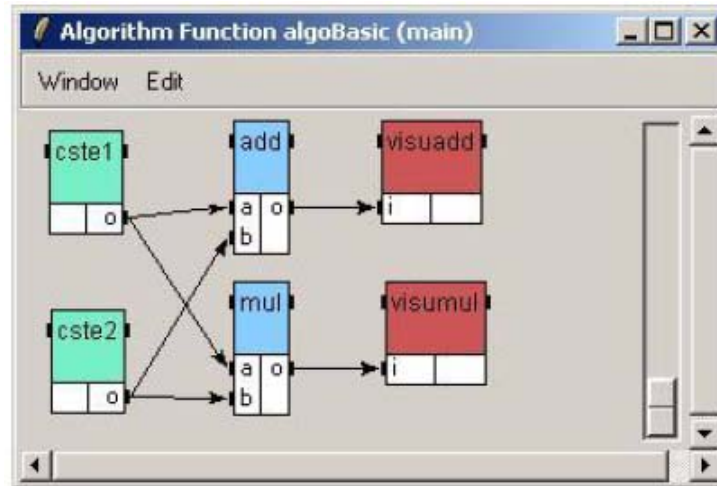 Algorithm Function algoBasic (main)
Window Edit
cste1
o
add
a o
b
visuadd
i
cste2
o
mul
a o
b
visumul
i